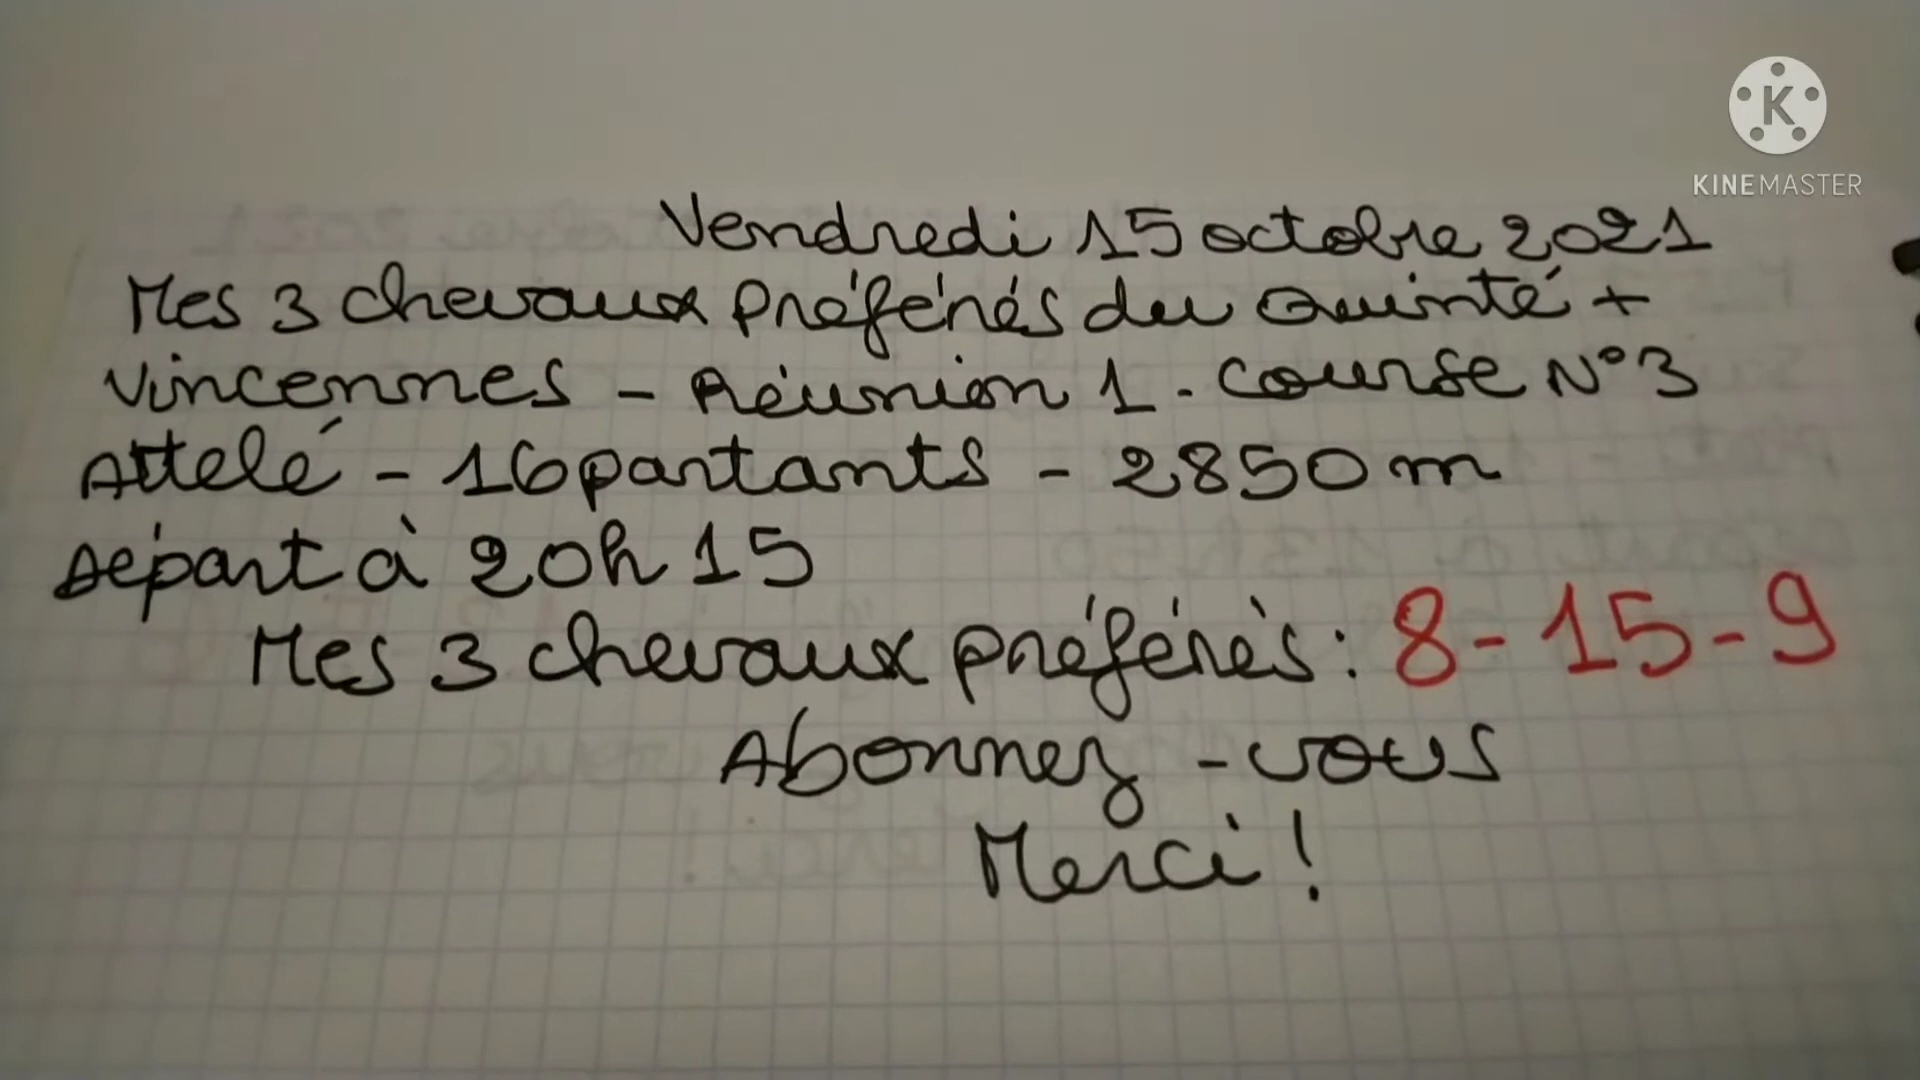 K
KINEMASTER
Vendredi 15 octobre 2021
Mes 3 chevaux préférés du Quinté +
Vincennes - Réunion 1 - course N°3
Attelé - 16 partants - 2850 m
Départ à 20h15
Mes 3 chevaux préférés : 8 - 15 - 9
Abonnez - vous
Merci !